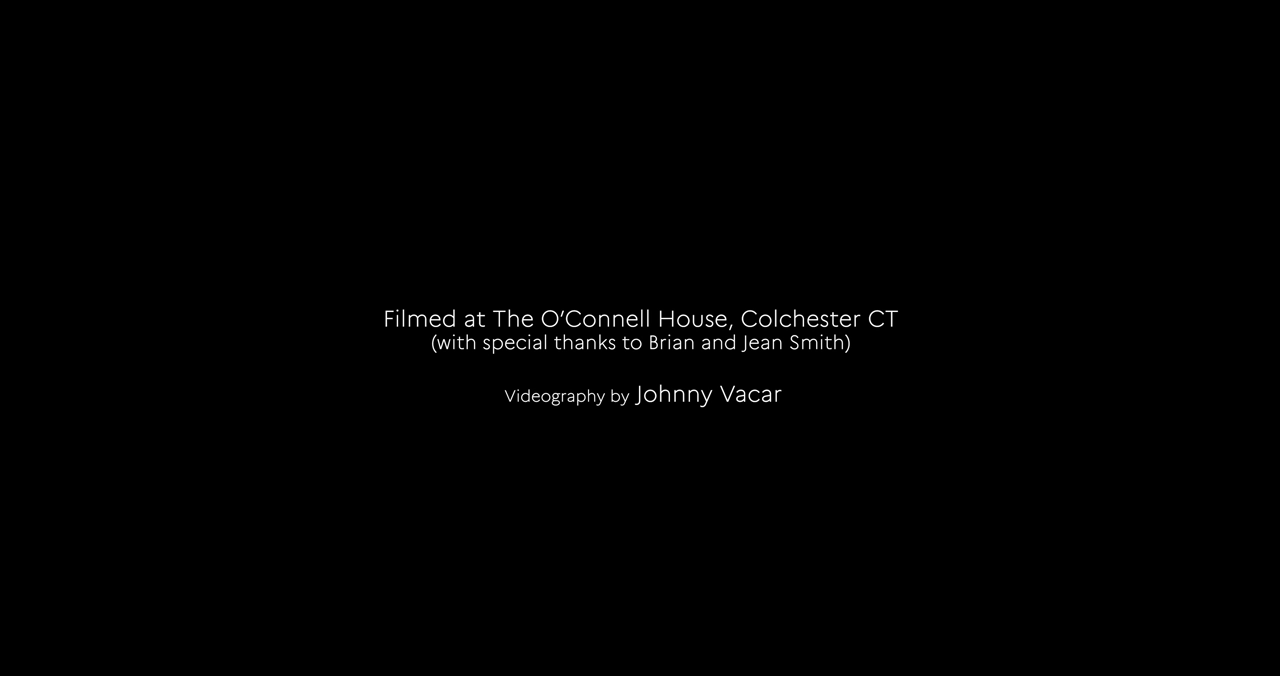 Filmed at The O’Connell House, Colchester CT
(with special thanks to Brian and Jean Smith)
Videography by Johnny Vacar